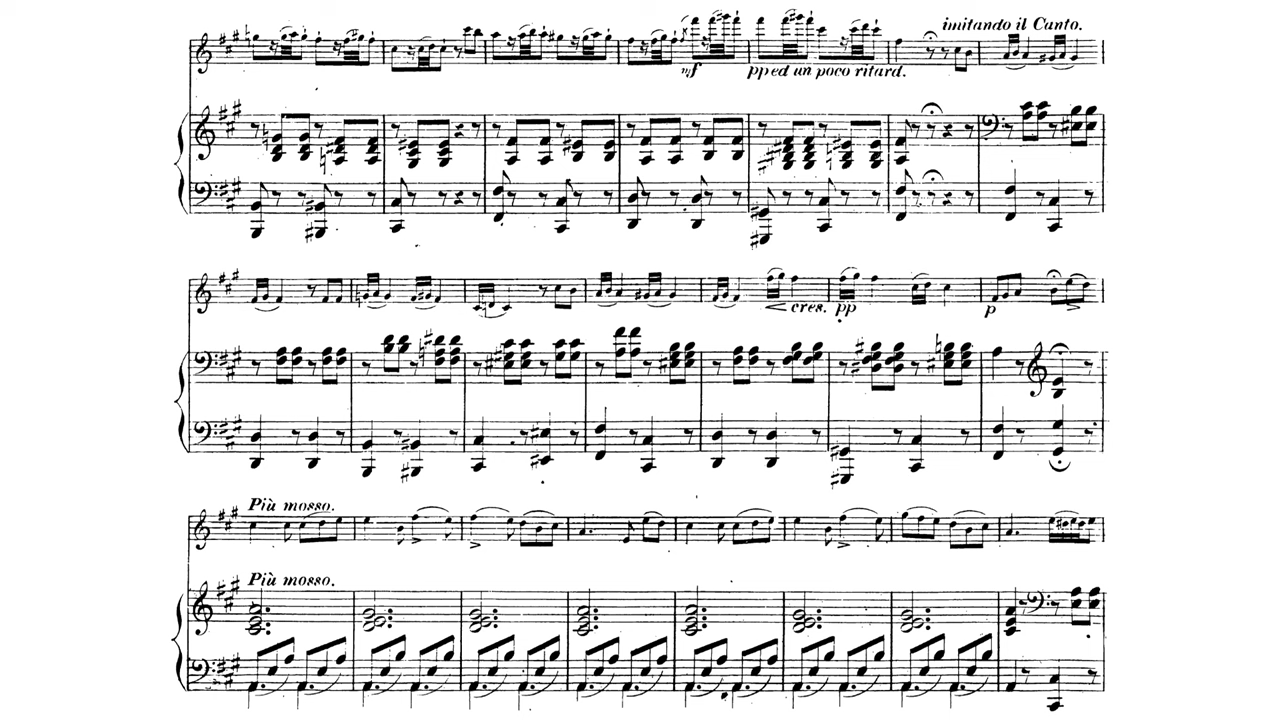 imitando il Canto.
mf pp ed un poco ritard.
cres. pp p
Più mosso.
Più mosso.